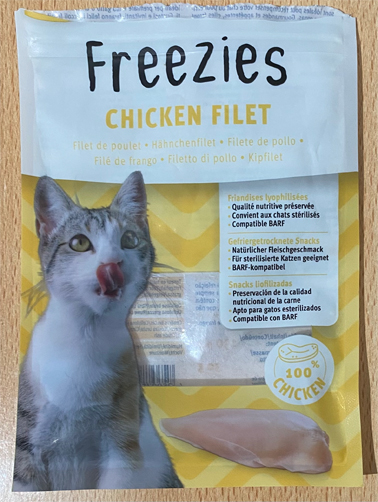 Freezies
CHICKEN FILET
Filet de poulet • Hähnchenfilet • Filete de pollo •
Filé de frango • Filetto di pollo • Kipfilet
Friandises lyophilisées
• Qualité nutritive préservée
• Convient aux chats stérilisés
• Compatible BARF
Gefriergetrocknete Snacks
• Natürlicher Fleischgeschmack
• Für sterilisierte Katzen geeignet
• BARF-kompatibel
Snacks liofilizadas
• Preservación de la calidad
nutricional de la carne
• Apto para gatos esterilizados
• Compatible con BARF
100%
CHICKEN